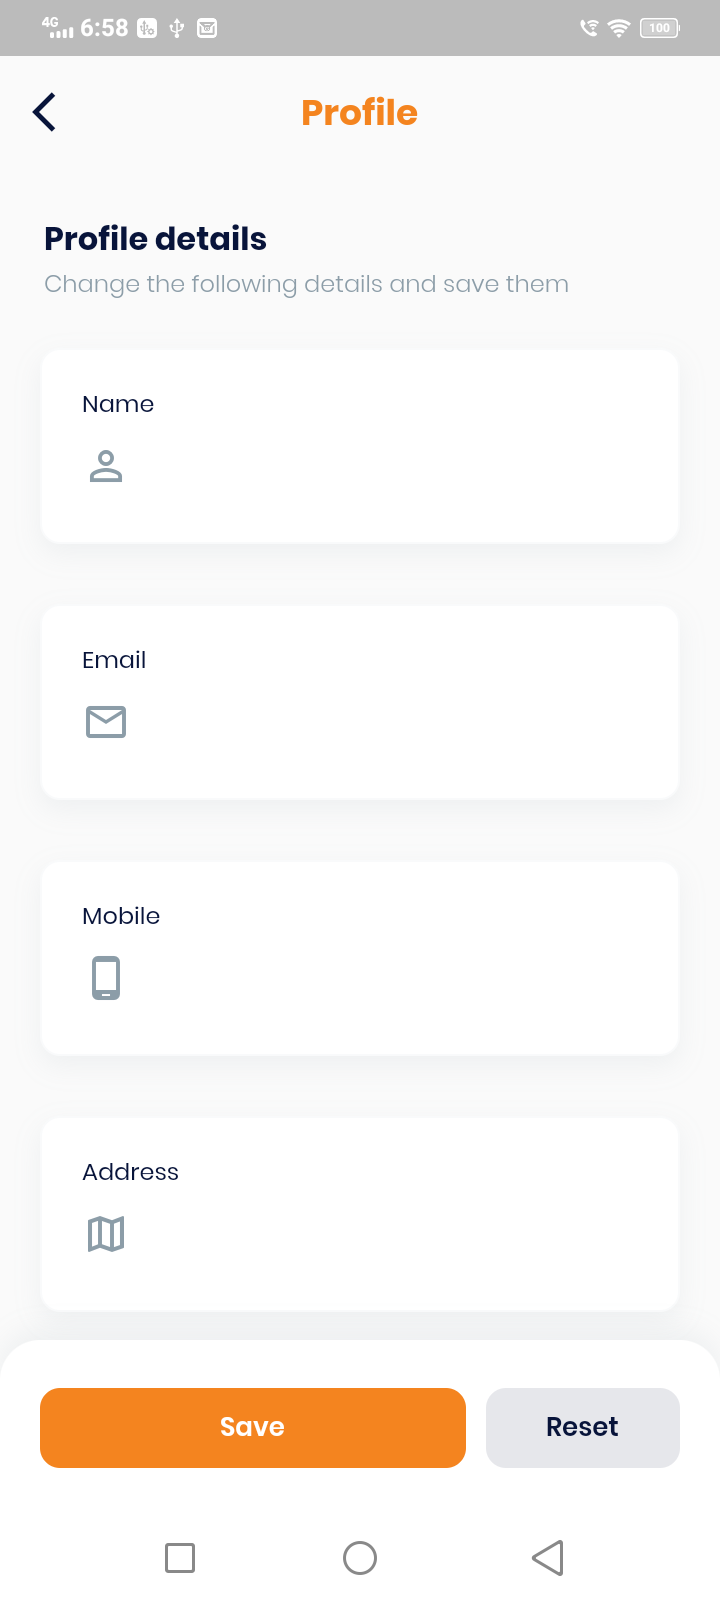 4G 6:58 100
Profile
Profile details
Change the following details and save them
Name
Email
Mobile
Address
Save Reset